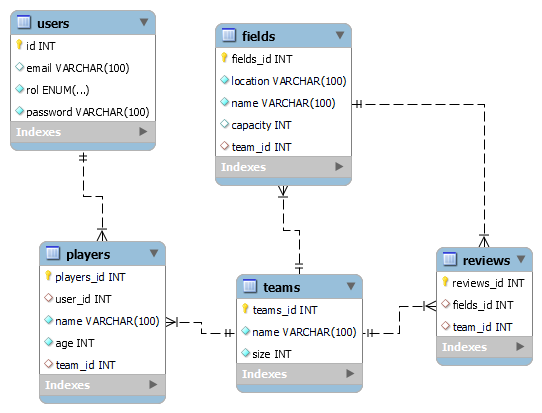 users
id INT
email VARCHAR(100)
rol ENUM(...)
password VARCHAR(100)
Indexes
fields
fields_id INT
location VARCHAR(100)
name VARCHAR(100)
capacity INT
team_id INT
Indexes
players
players_id INT
user_id INT
name VARCHAR(100)
age INT
team_id INT
Indexes
teams
teams_id INT
name VARCHAR(100)
size INT
Indexes
reviews
reviews_id INT
fields_id INT
team_id INT
Indexes